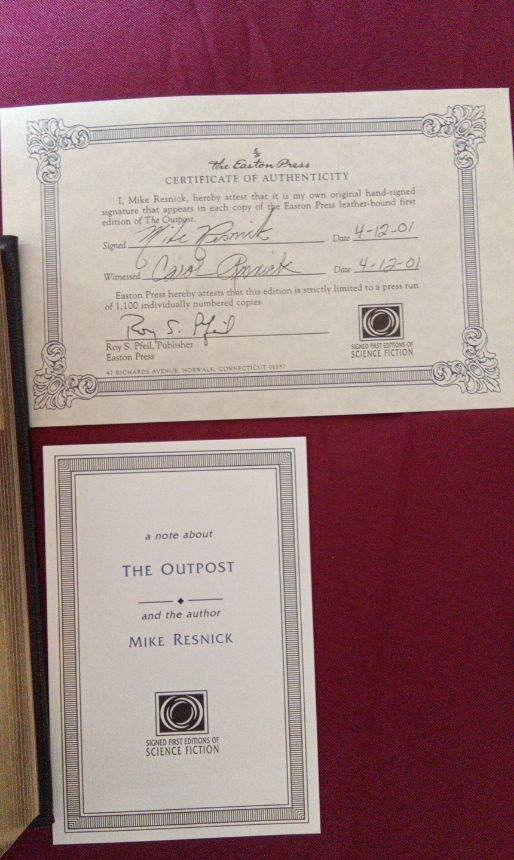 The Easton Press
CERTIFICATE OF AUTHENTICITY
I, Mike Resnick, hereby attest that it is my own original hand-signed
signature that appears in each copy of the Easton Press leather-bound first
edition of The Outpost.
Signed Mike Resnick Date 4-12-01
Witnessed Carol Resnick Date 4-12-01
Easton Press hereby attests that this edition is strictly limited to a press run
of 1,100 individually numbered copies.
Roy S. Pfeil
Roy S. Pfeil, Publisher
Easton Press
SIGNED FIRST EDITIONS OF
SCIENCE FICTION
47 RICHARDS AVENUE, NORWALK, CONNECTICUT 06857
a note about
THE OUTPOST
and the author
MIKE RESNICK
SIGNED FIRST EDITIONS OF
SCIENCE FICTION